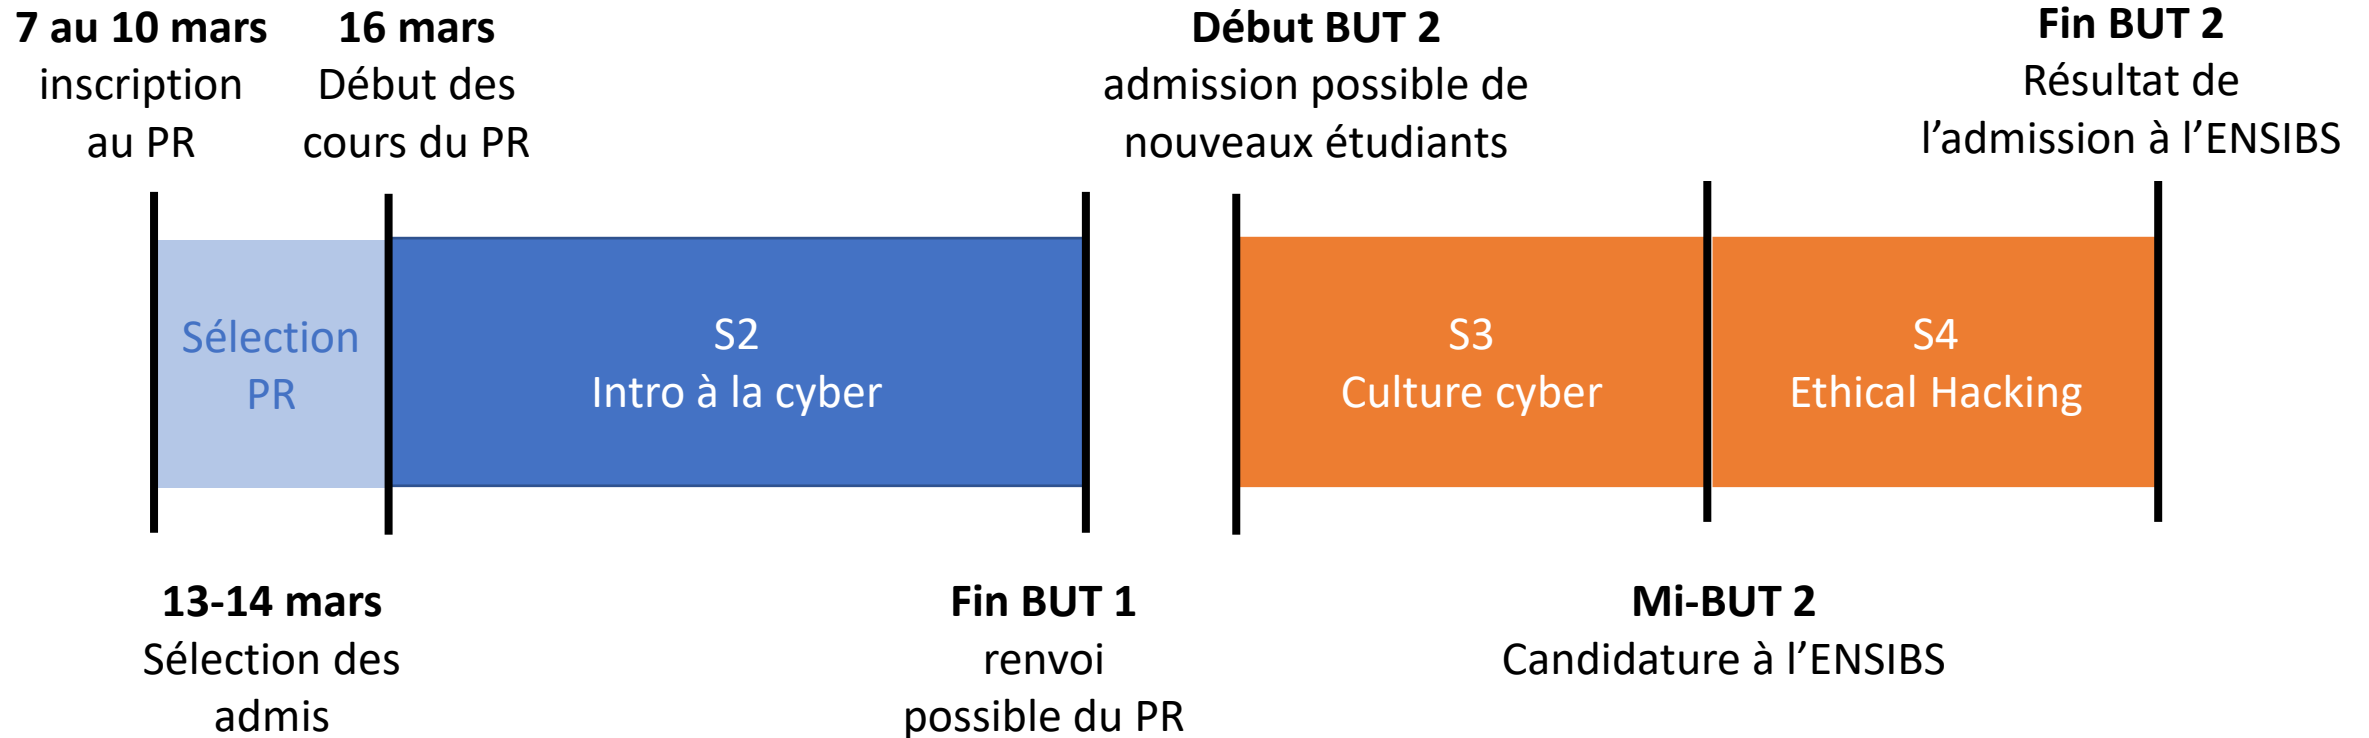 7 au 10 mars
inscription
au PR
16 mars
Début des
cours du PR
Début BUT 2
admission possible de
nouveaux étudiants
Fin BUT 2
Résultat de
l’admission à l’ENSIBS
Sélection
PR
S2
Intro à la cyber
S3
Culture cyber
S4
Ethical Hacking
13-14 mars
Sélection des
admis
Fin BUT 1
renvoi
possible du PR
Mi-BUT 2
Candidature à l’ENSIBS